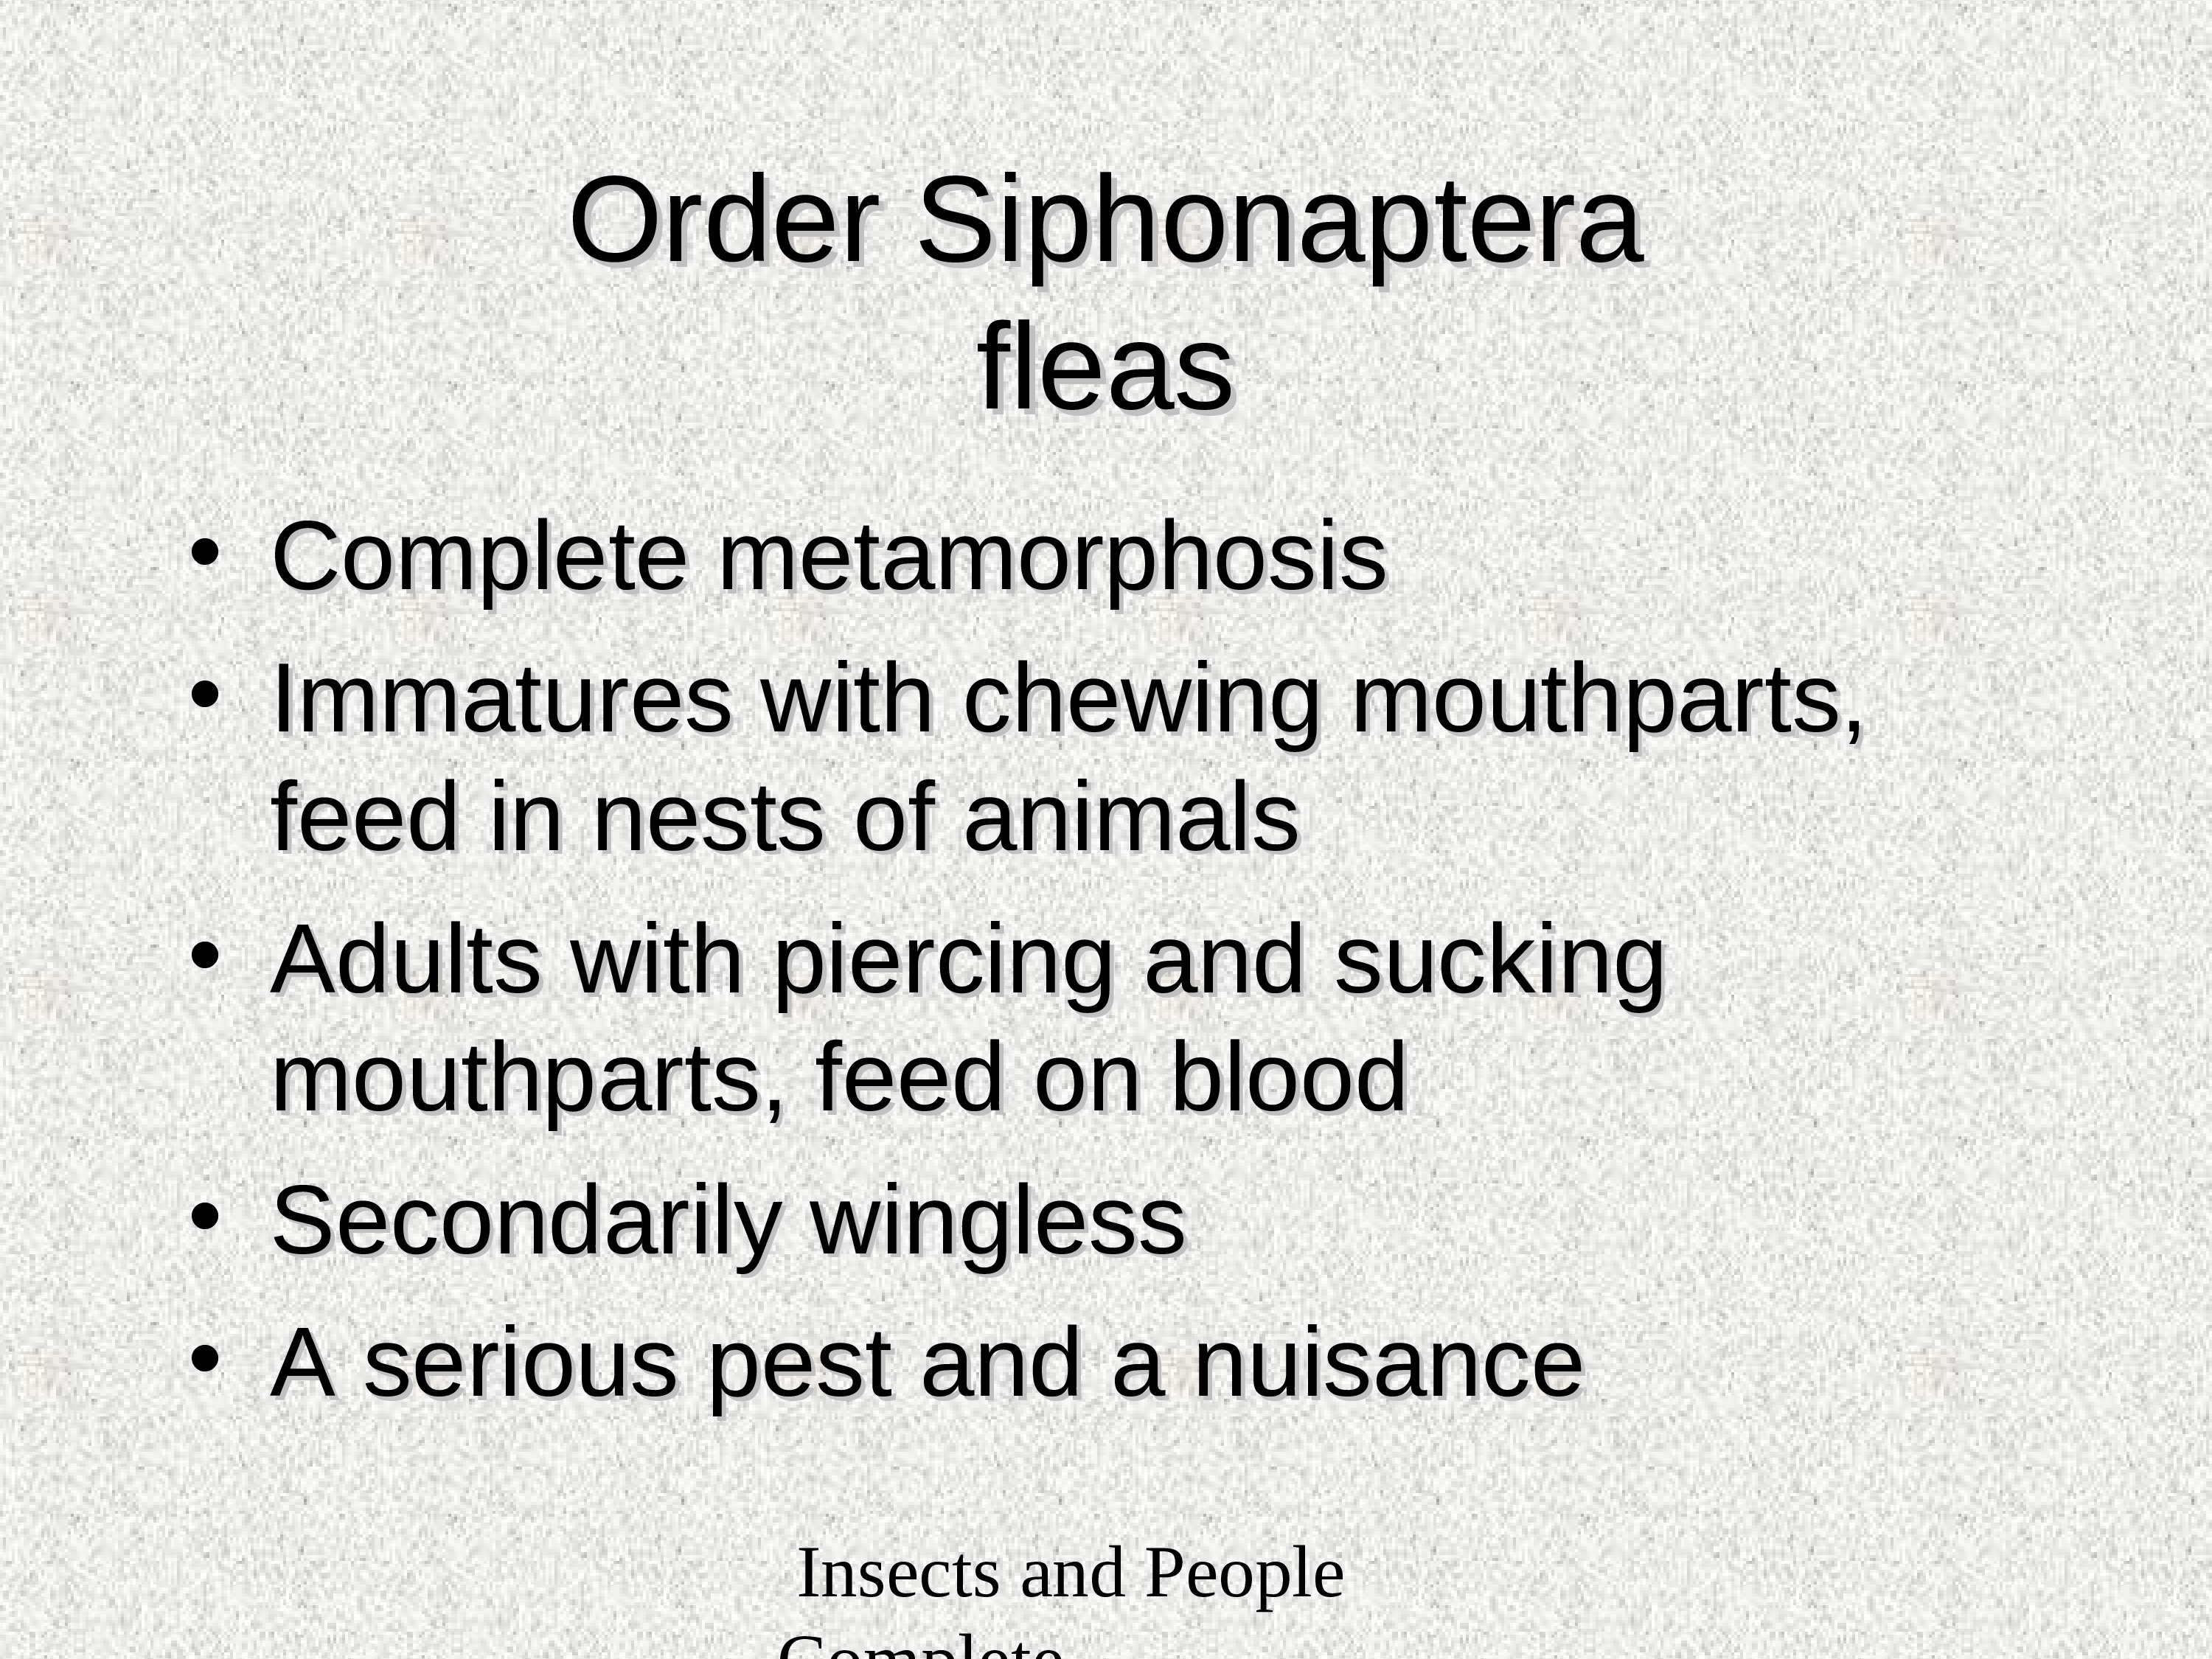 Order Siphonaptera
fleas
• Complete metamorphosis
• Immatures with chewing mouthparts,
feed in nests of animals
• Adults with piercing and sucking
mouthparts, feed on blood
• Secondarily wingless
• A serious pest and a nuisance
Insects and People
Complete